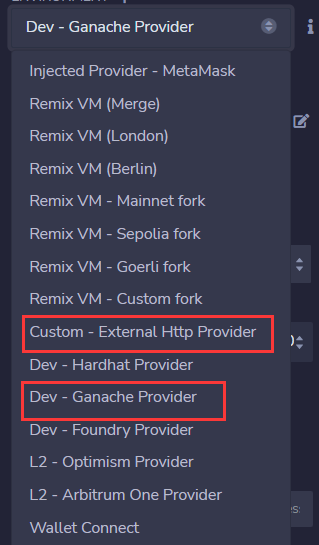 Dev - Ganache Provider
Injected Provider - MetaMask
Remix VM (Merge)
Remix VM (London)
Remix VM (Berlin)
Remix VM - Mainnet fork
Remix VM - Sepolia fork
Remix VM - Goerli fork
Remix VM - Custom fork
Custom - External Http Provider
Dev - Hardhat Provider
Dev - Ganache Provider
Dev - Foundry Provider
L2 - Optimism Provider
L2 - Arbitrum One Provider
Wallet Connect